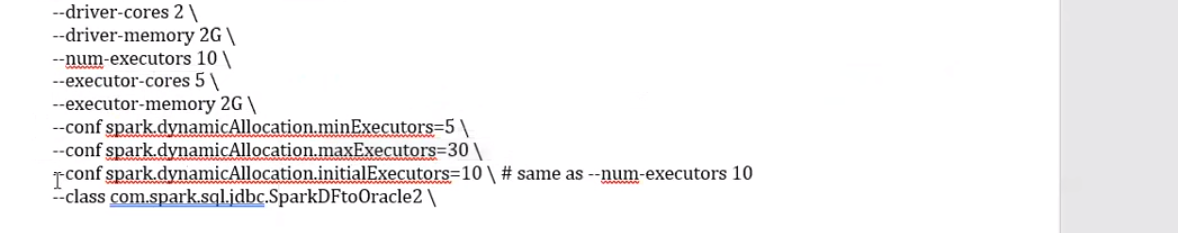 --driver-cores 2 \
--driver-memory 2G \
--num-executors 10 \
--executor-cores 5 \
--executor-memory 2G \
--conf spark.dynamicAllocation.minExecutors=5 \
--conf spark.dynamicAllocation.maxExecutors=30 \
--conf spark.dynamicAllocation.initialExecutors=10 \ # same as --num-executors 10
--class com.spark.sql.jdbc.SparkDFtoOracle2 \